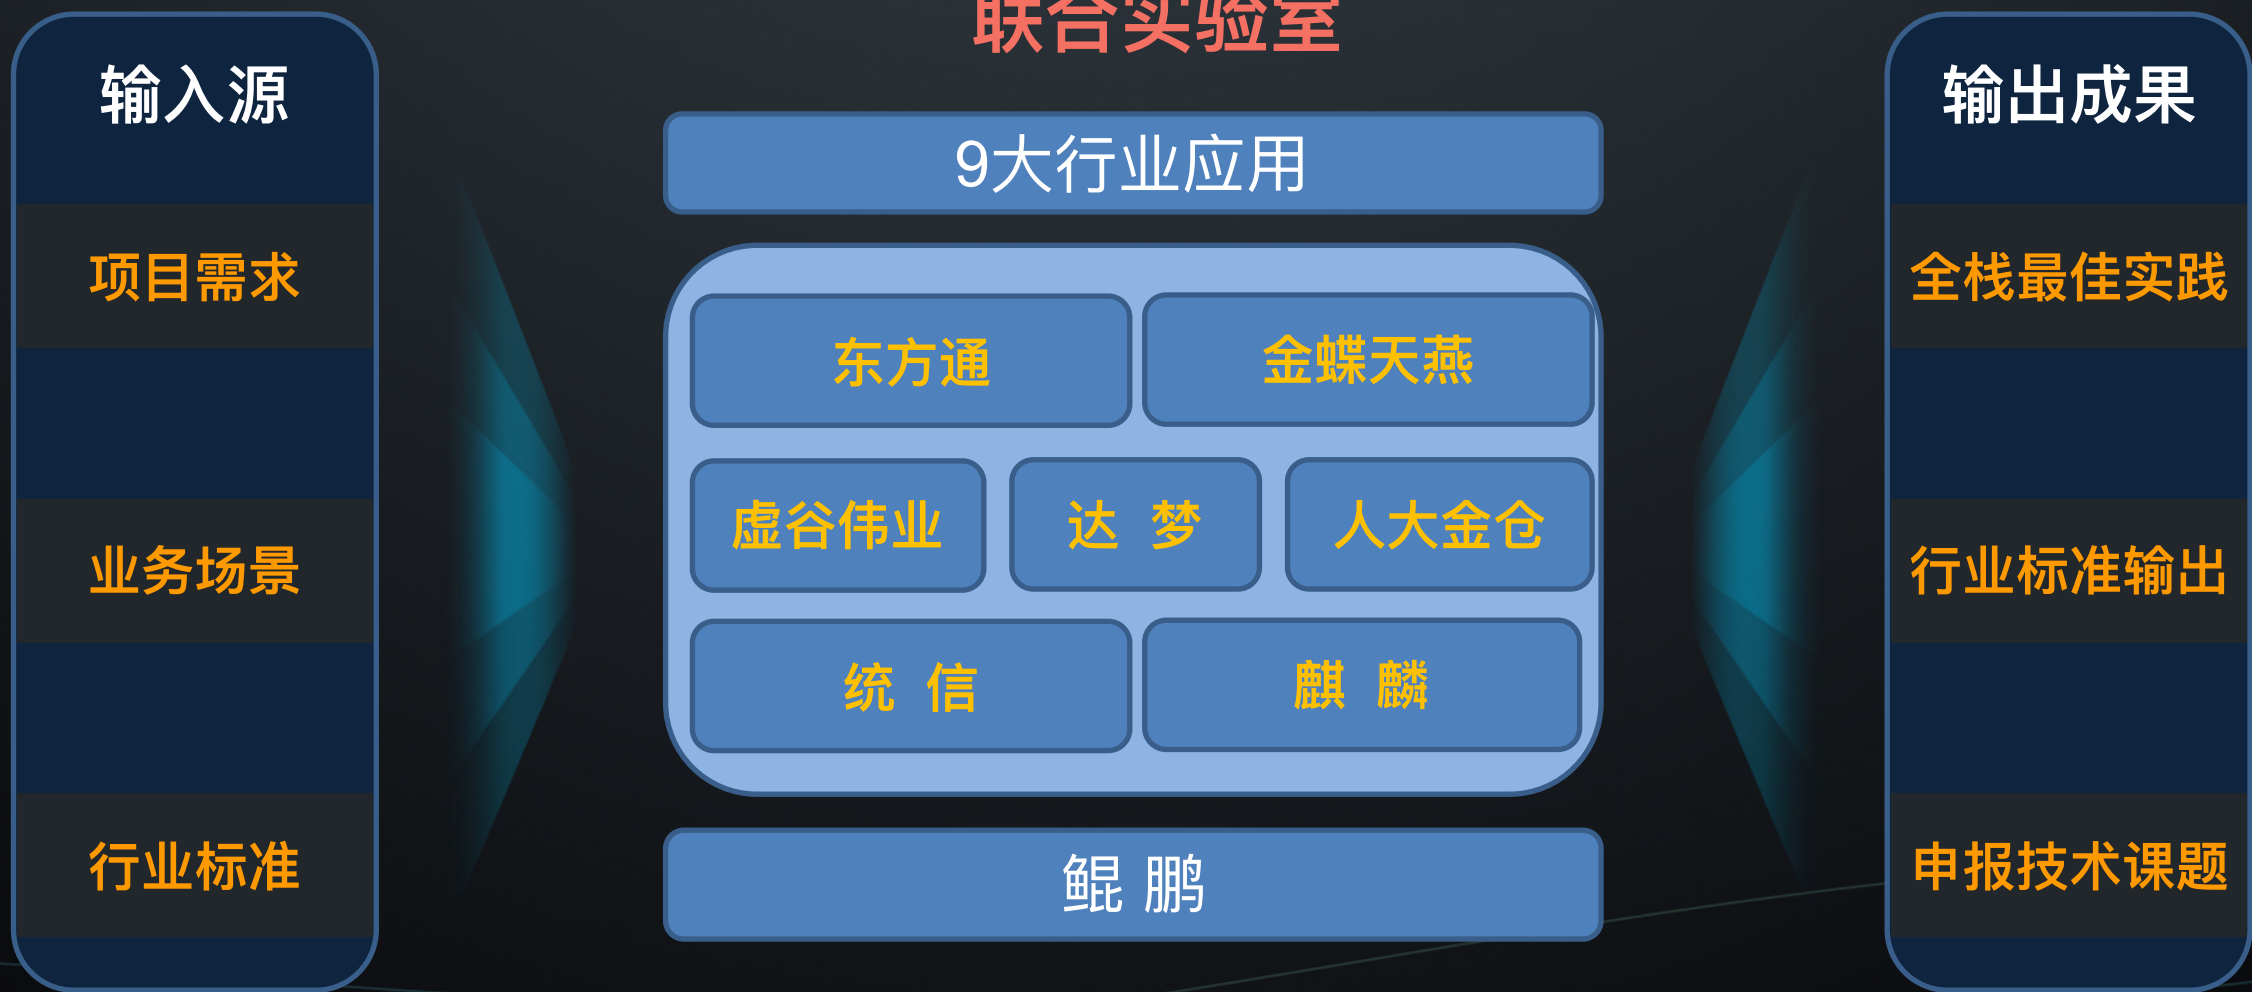 联合实验室
输入源
项目需求
业务场景
行业标准
9大行业应用
东方通
金蝶天燕
虚谷伟业
达 梦
人大金仓
统 信
麒 麟
鲲 鹏
输出成果
全栈最佳实践
行业标准输出
申报技术课题